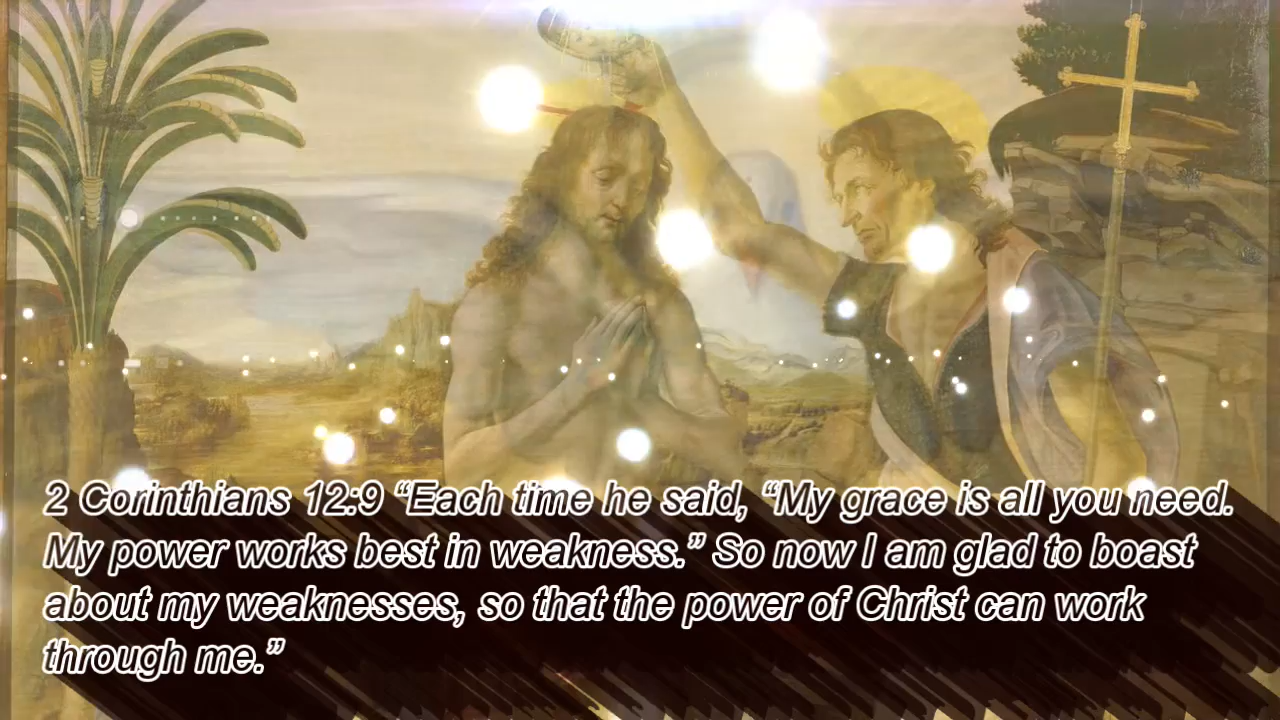 2 Corinthians 12:9 “Each time he said, “My grace is all you need.
My power works best in weakness.” So now I am glad to boast
about my weaknesses, so that the power of Christ can work
through me.”